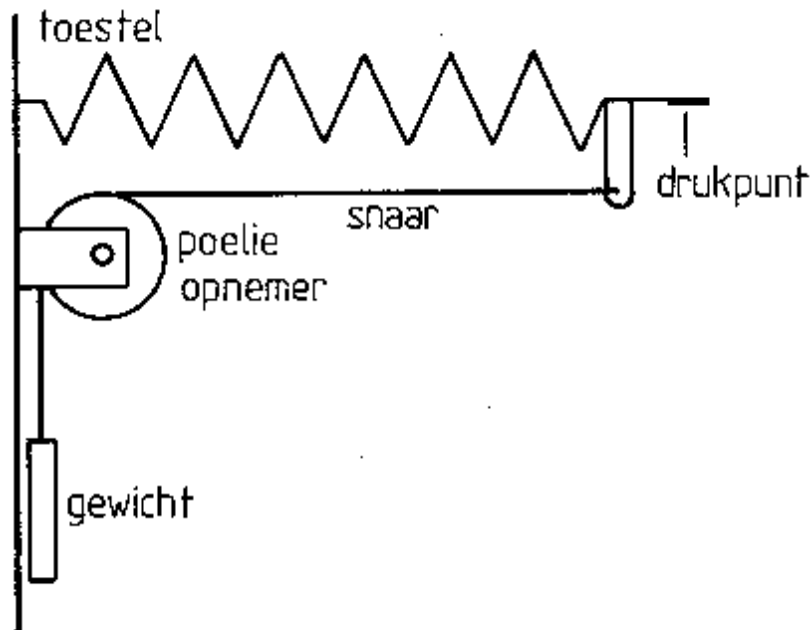 toestel
drukpunt
snaar
poelie
opnemer
gewicht